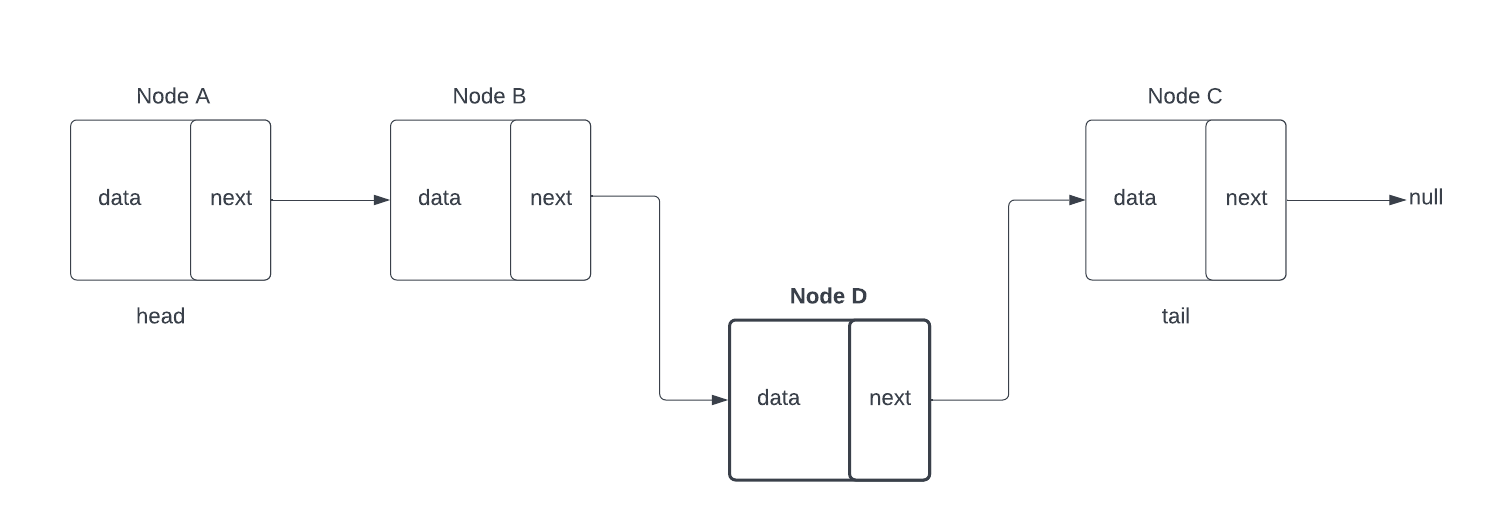 Node A
data
next
head
Node B
data
next
Node D
data
next
Node C
data
next
tail
null